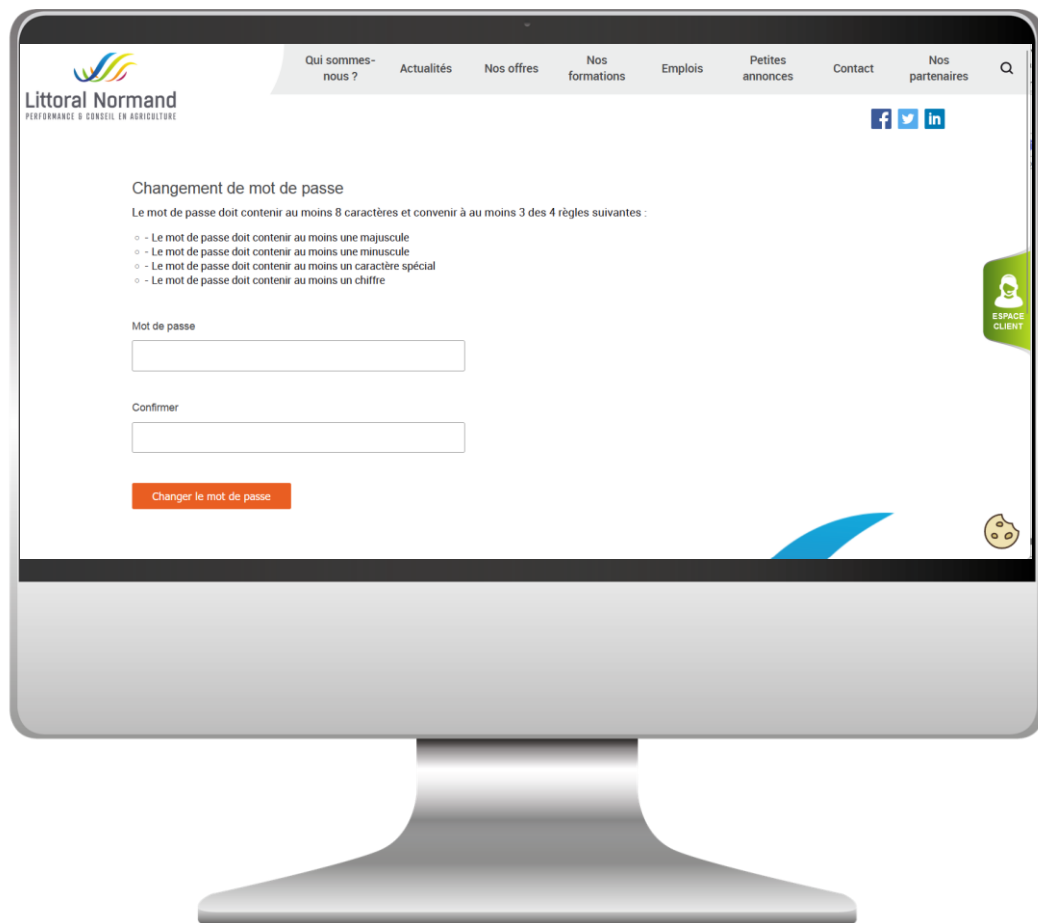 Littoral Normand
PERFORMANCE & CONSEIL EN AGRICULTURE
Qui sommes-
nous ?
Actualités
Nos offres
Nos
formations
Emplois
Petites
annonces
Contact
Nos
partenaires
Changement de mot de passe
Le mot de passe doit contenir au moins 8 caractères et convenir à au moins 3 des 4 règles suivantes :
- Le mot de passe doit contenir au moins une majuscule
- Le mot de passe doit contenir au moins une minuscule
- Le mot de passe doit contenir au moins un caractère spécial
- Le mot de passe doit contenir au moins un chiffre
ESPACE
CLIENT
Mot de passe
Confirmer
Changer le mot de passe